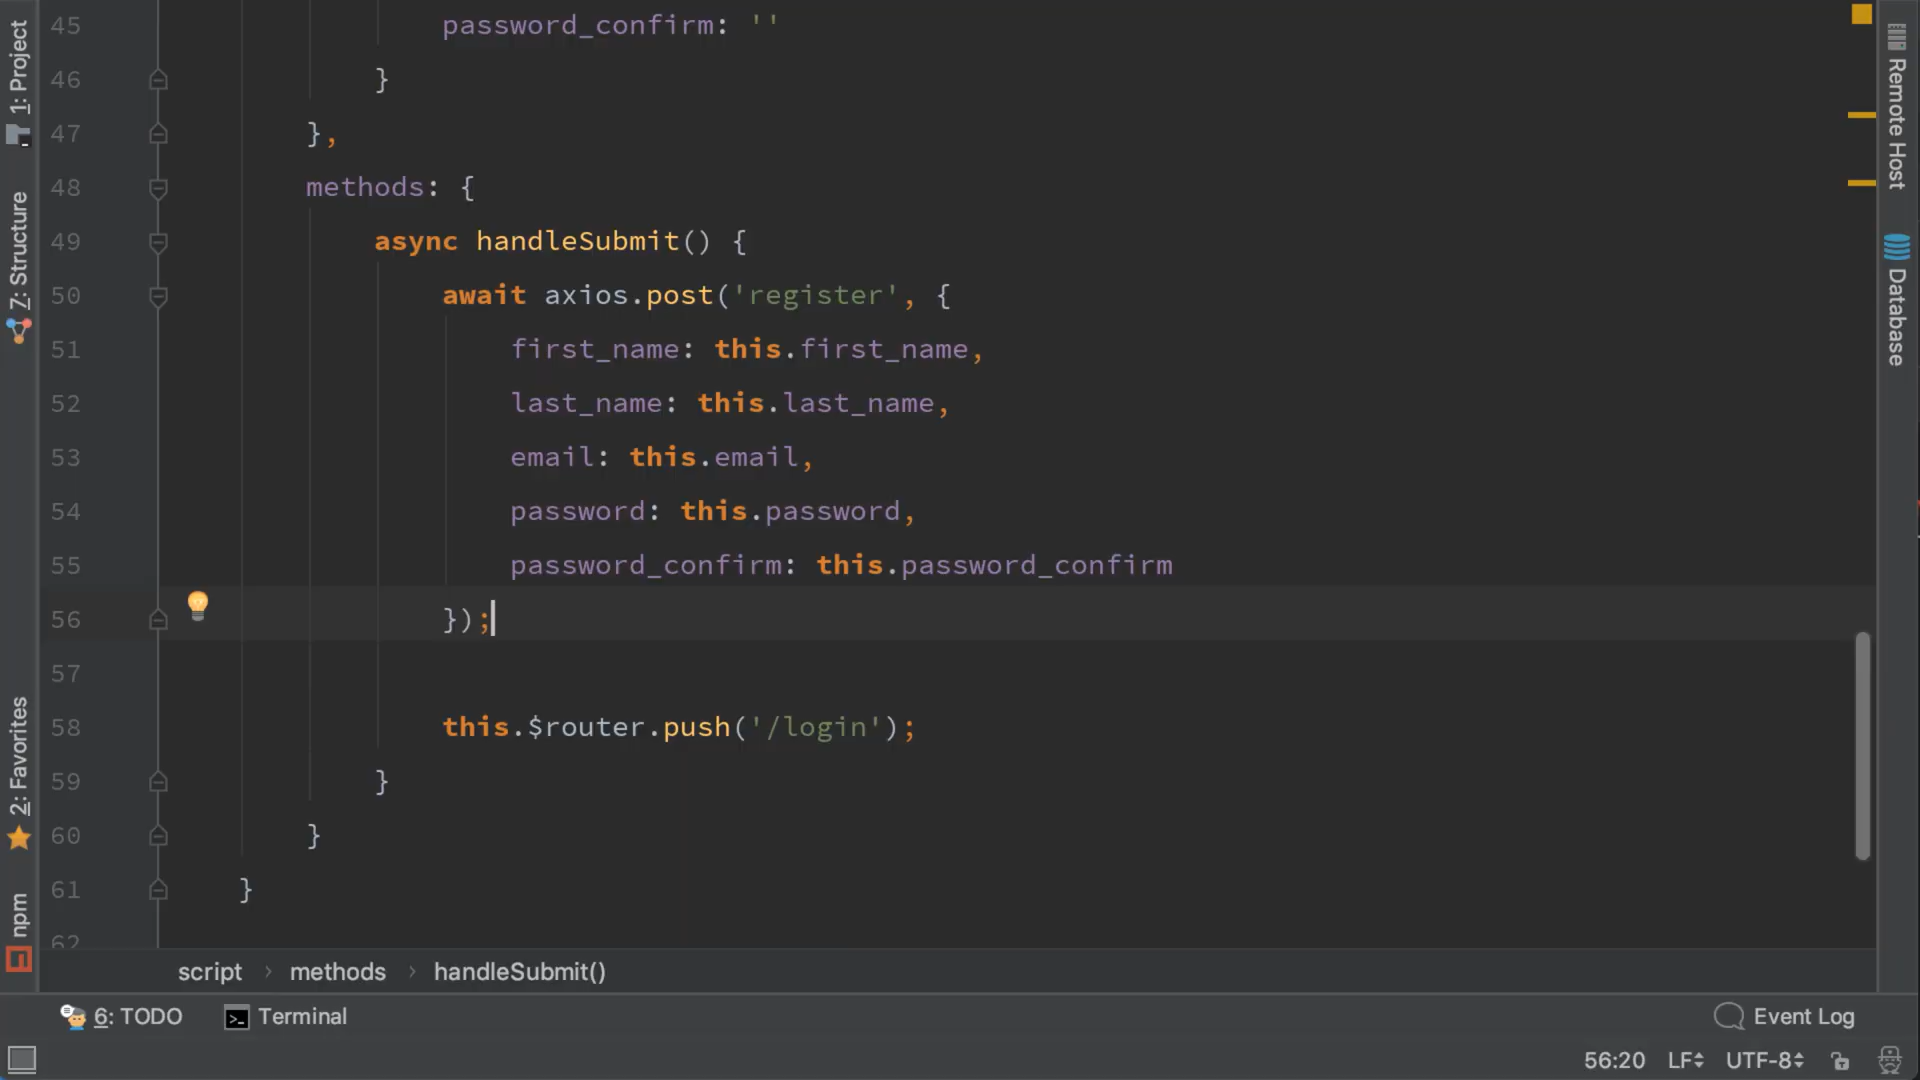 1: Project
7: Structure
2: Favorites
npm
45 password_confirm: ''
46 }
47 },
48 methods: {
49 async handleSubmit() {
50 await axios.post('register', {
51 first_name: this.first_name,
52 last_name: this.last_name,
53 email: this.email,
54 password: this.password,
55 password_confirm: this.password_confirm
56 });
57
58 this.$router.push('/login');
59 }
60 }
61 }
62
Remote Host
Database
script › methods › handleSubmit()
6: TODO Terminal Event Log
56:20 LF UTF-8